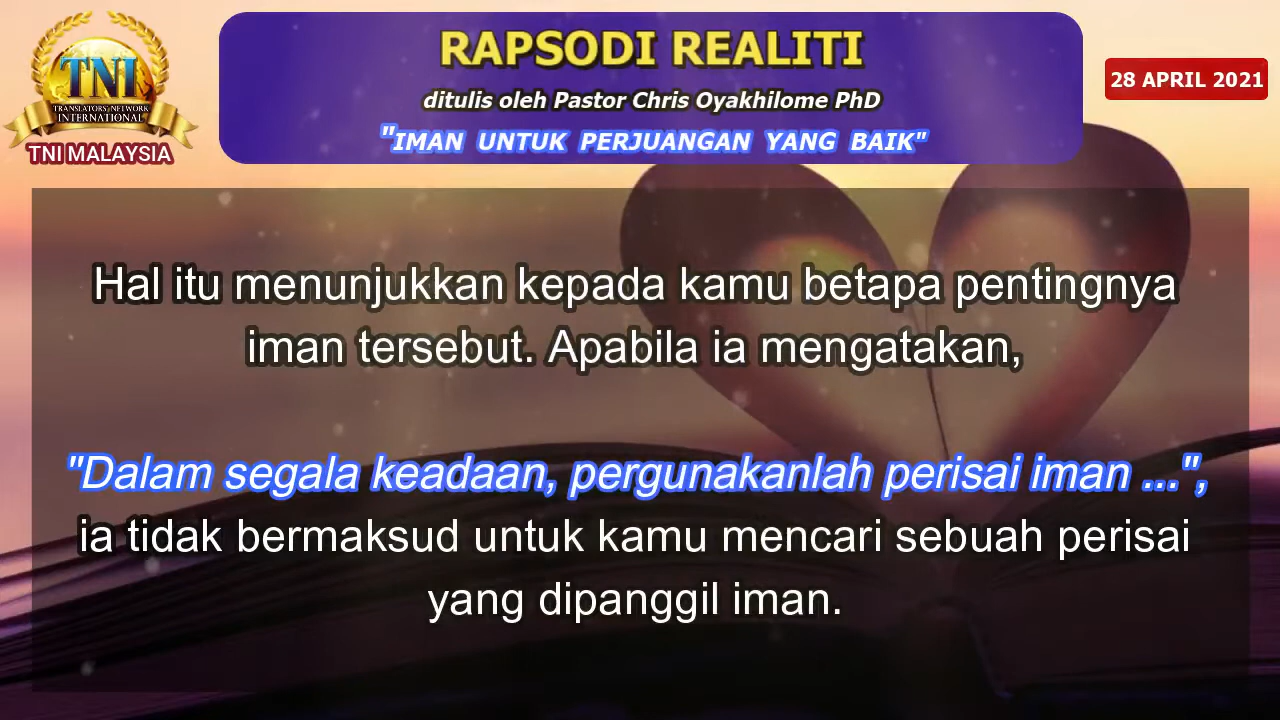 TNI
TRANSLATORS' NETWORK
INTERNATIONAL
TNI MALAYSIA
RAPSODI REALITI
ditulis oleh Pastor Chris Oyakhilome PhD
"IMAN UNTUK PERJUANGAN YANG BAIK"
28 APRIL 2021
Hal itu menunjukkan kepada kamu betapa pentingnya
iman tersebut. Apabila ia mengatakan,
"Dalam segala keadaan, pergunakanlah perisai iman ...",
ia tidak bermaksud untuk kamu mencari sebuah perisai
yang dipanggil iman.